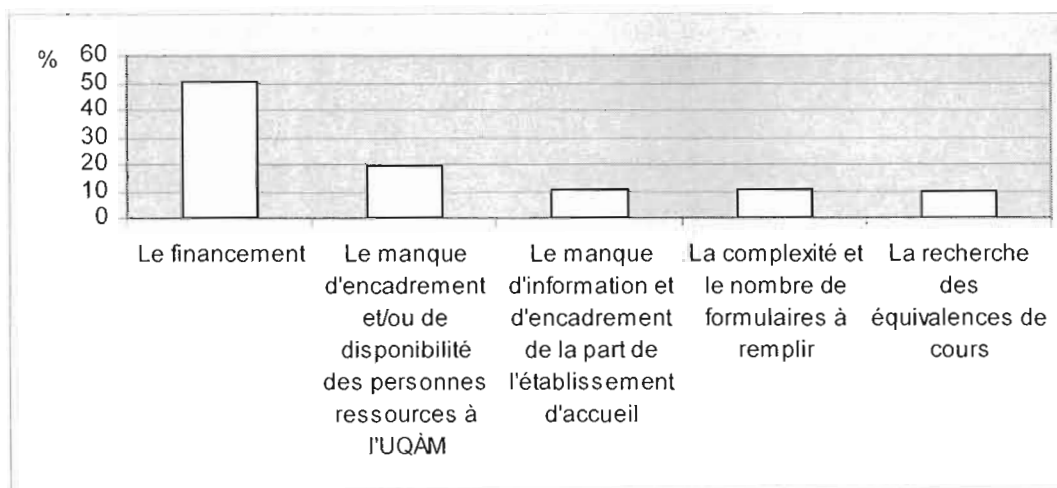 %
60
50
40
30
20
10
0
Le financement
Le manque
d'encadrement
et/ou de
disponibilité
des personnes
ressources à
l'UQÀM
Le manque
d'information et
d'encadrement
de la part de
l'établissement
d'accueil
La complexité et
le nombre de
formulaires à
remplir
La recherche
des
équivalences de
cours